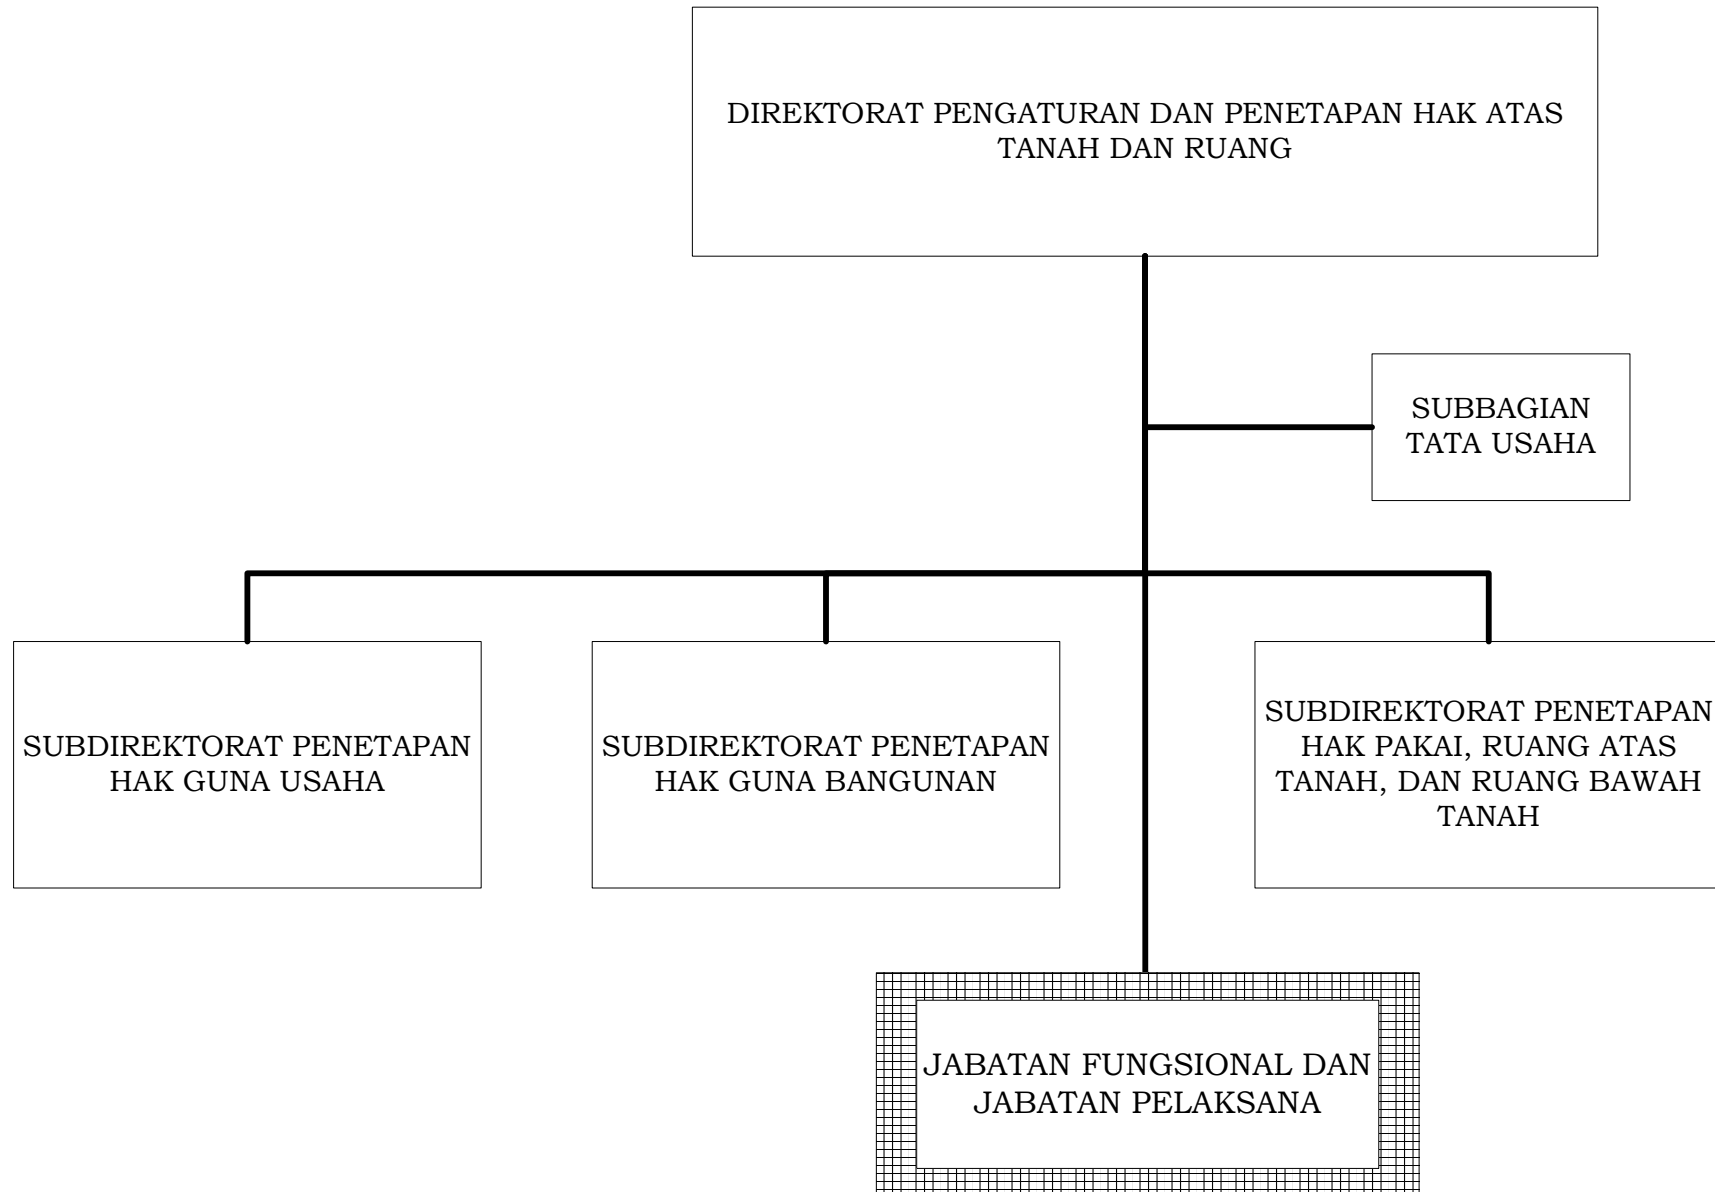 DIREKTORAT PENGATURAN DAN PENETAPAN HAK ATAS
TANAH DAN RUANG
SUBBAGIAN
TATA USAHA
SUBDIREKTORAT PENETAPAN
HAK GUNA USAHA
SUBDIREKTORAT PENETAPAN
HAK GUNA BANGUNAN
SUBDIREKTORAT PENETAPAN
HAK PAKAI, RUANG ATAS
TANAH, DAN RUANG BAWAH
TANAH
JABATAN FUNGSIONAL DAN
JABATAN PELAKSANA